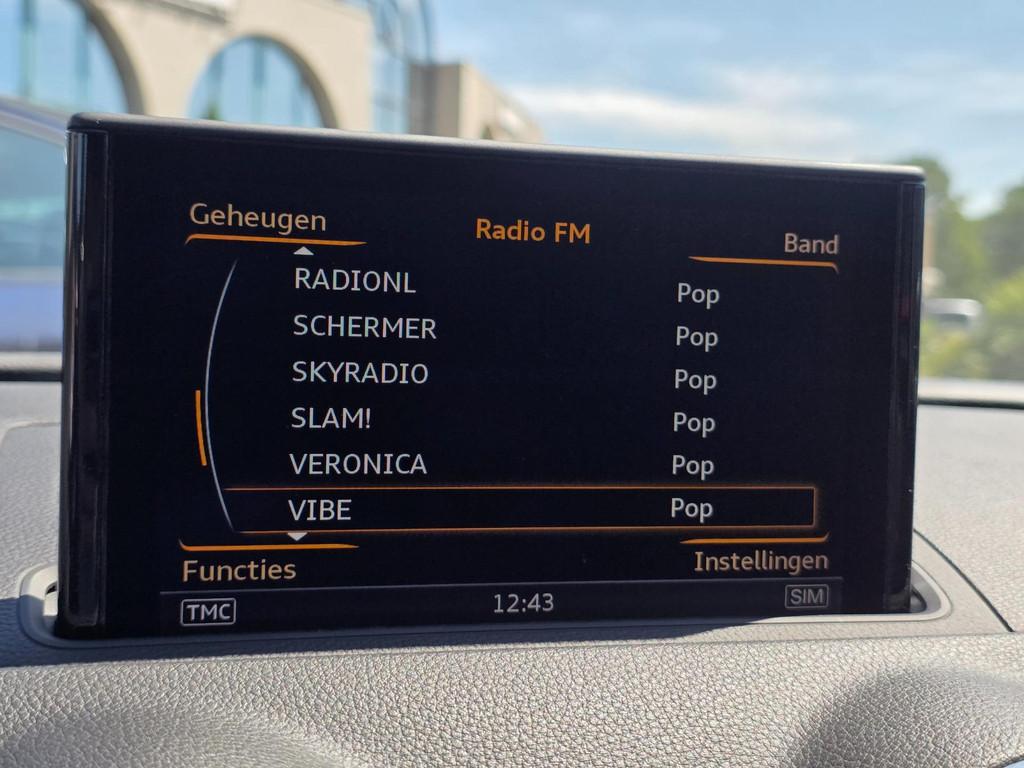 Geheugen Radio FM Band
RADIONL Pop
SCHERMER Pop
SKYRADIO Pop
SLAM! Pop
VERONICA Pop
VIBE Pop
Functies Instellingen
TMC 12:43 SIM